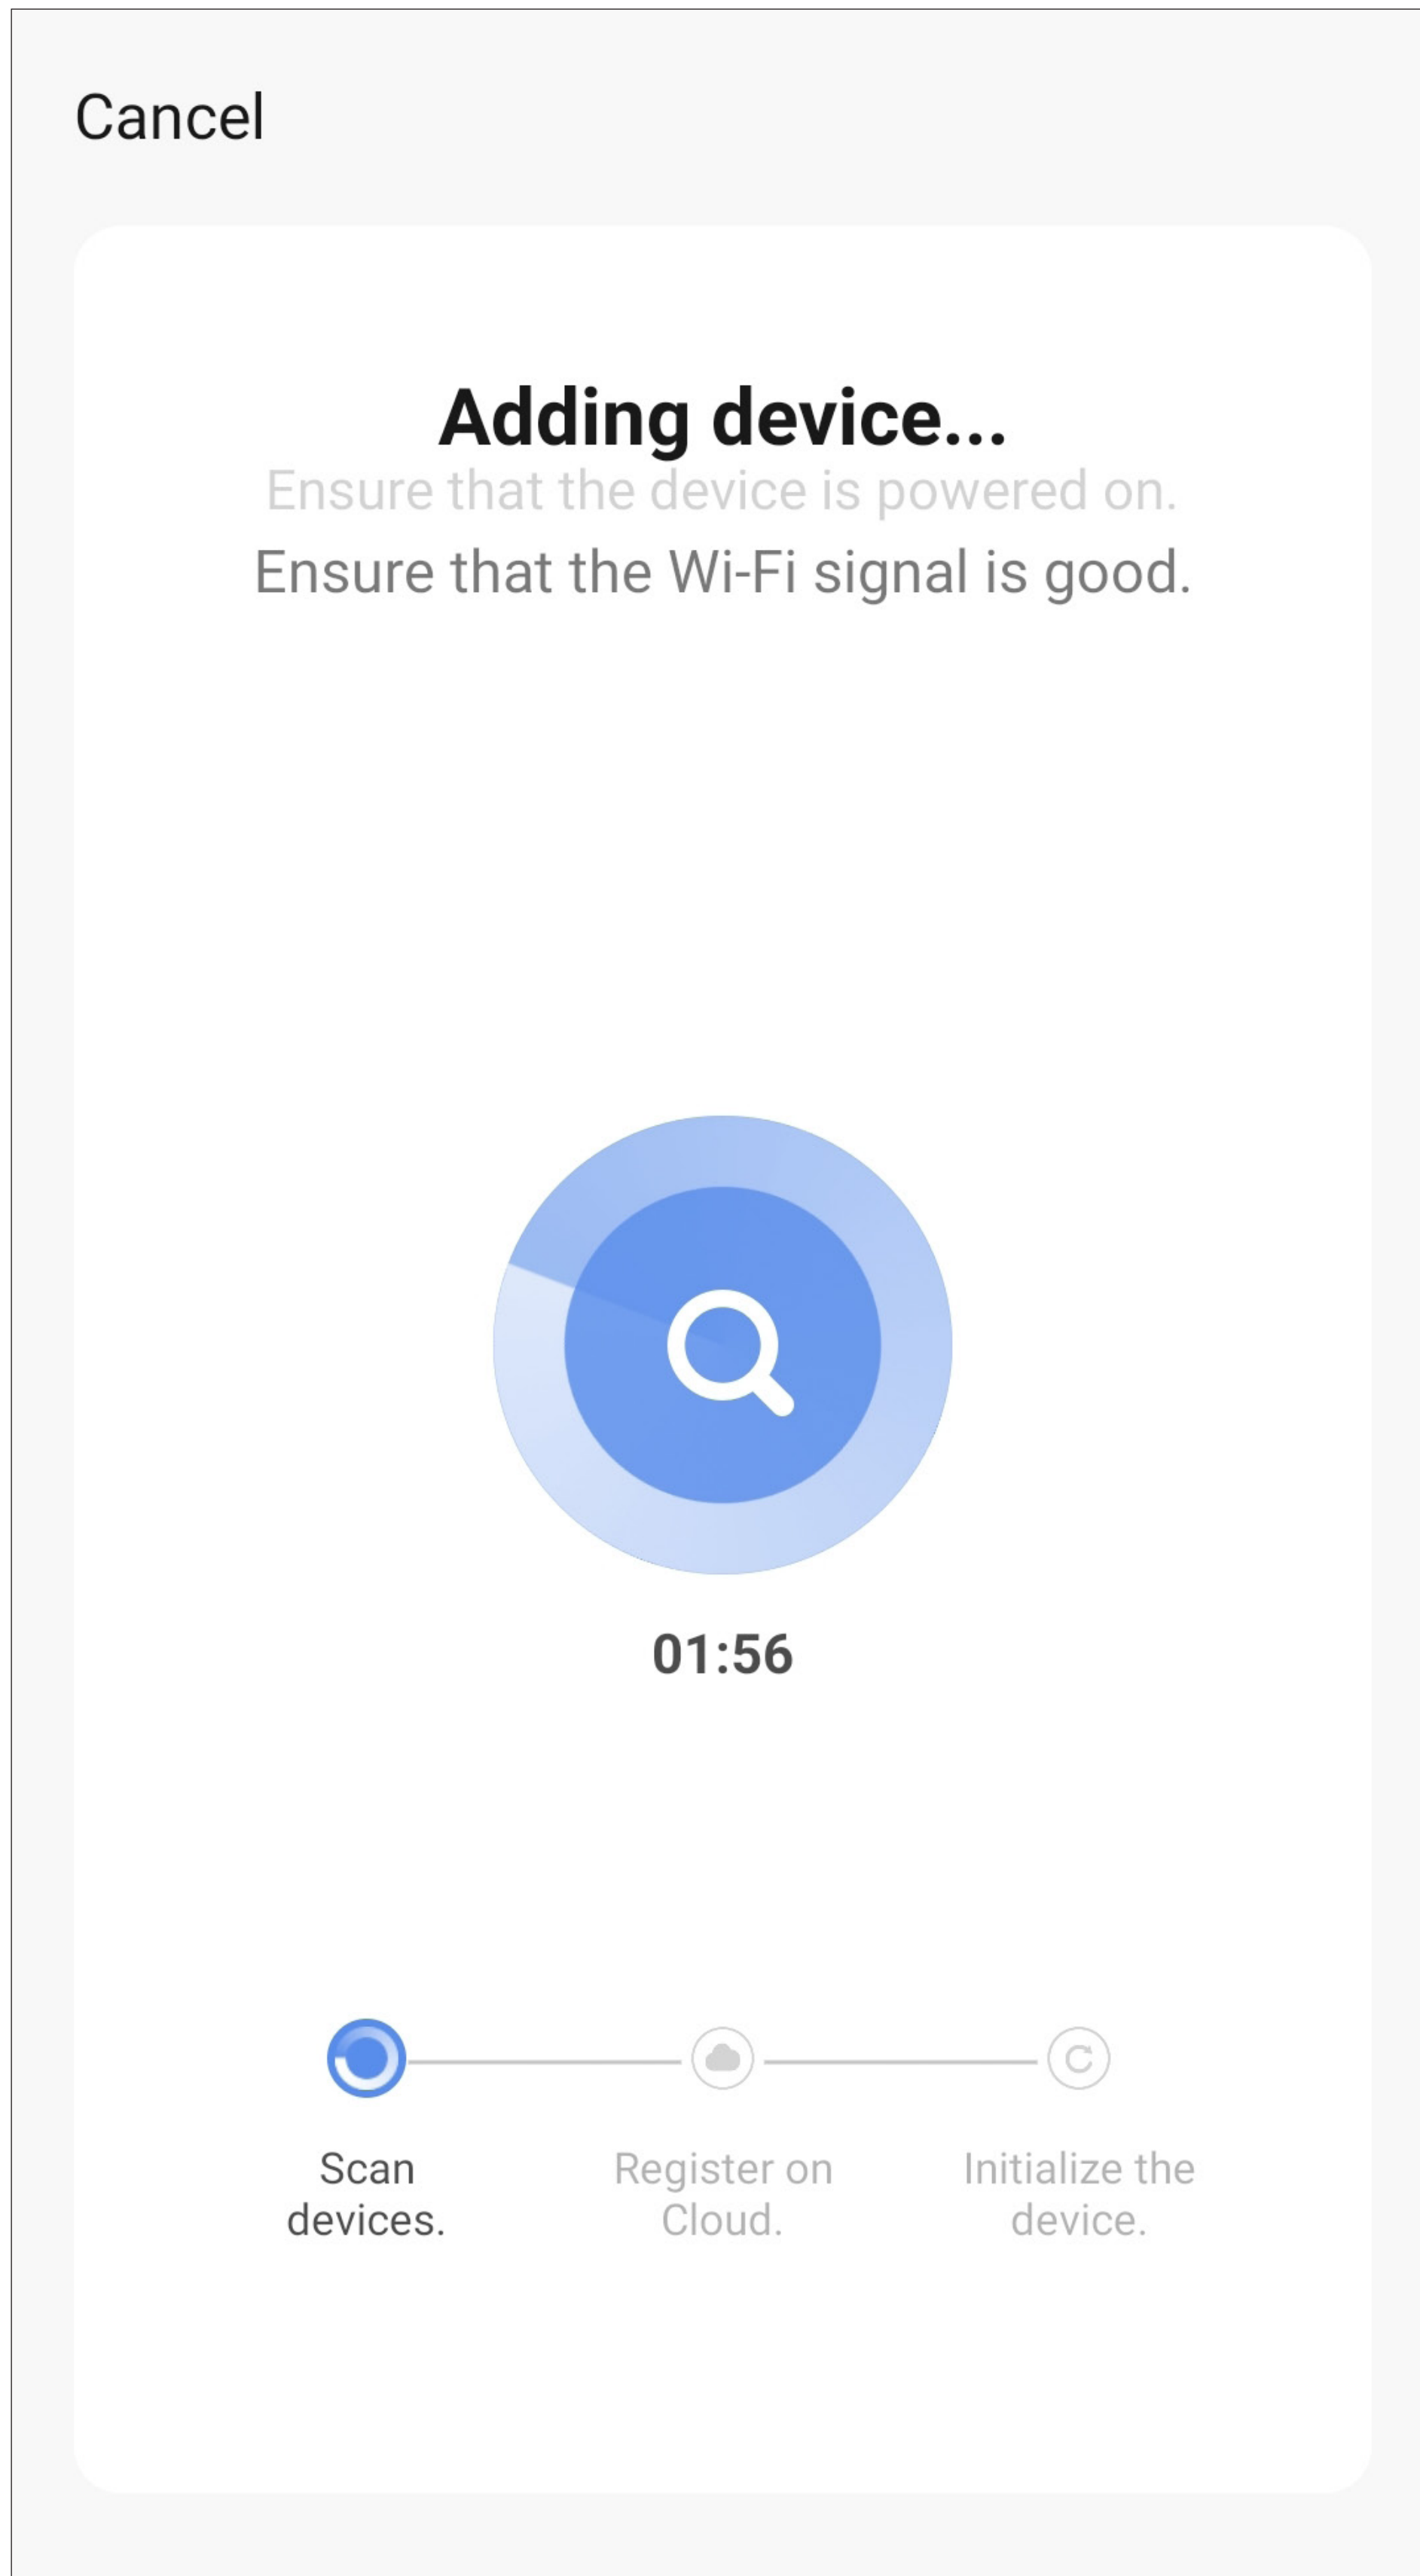 Cancel
Adding device...
Ensure that the device is powered on.
Ensure that the Wi-Fi signal is good.
01:56
Scan
devices.
Register on
Cloud.
Initialize the
device.